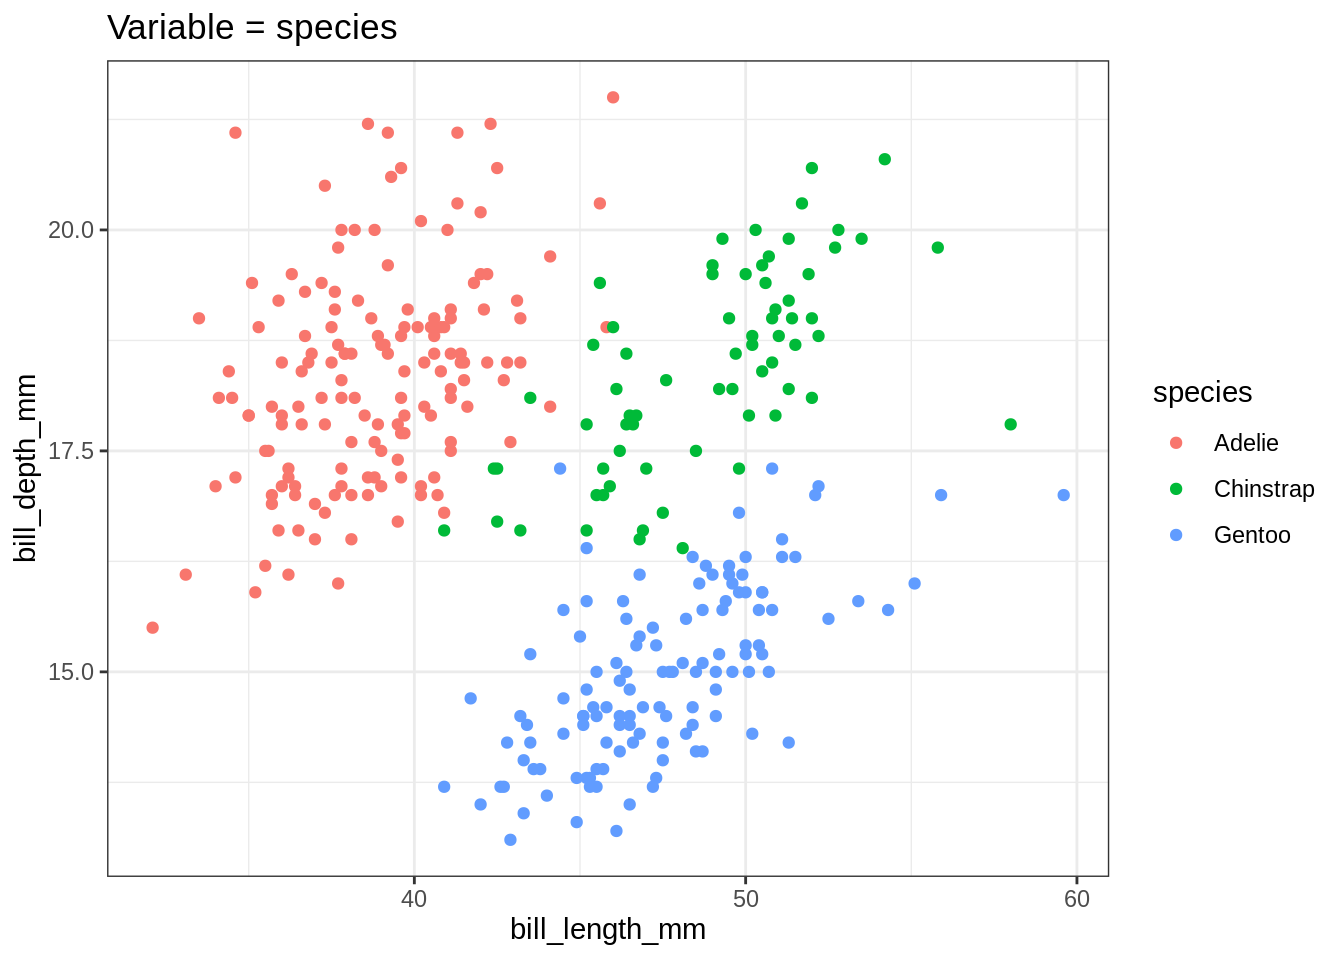 Variable = species
20.0
17.5
15.0
bill_depth_mm
40
50
60
bill_length_mm
species
Adelie
Chinstrap
Gentoo